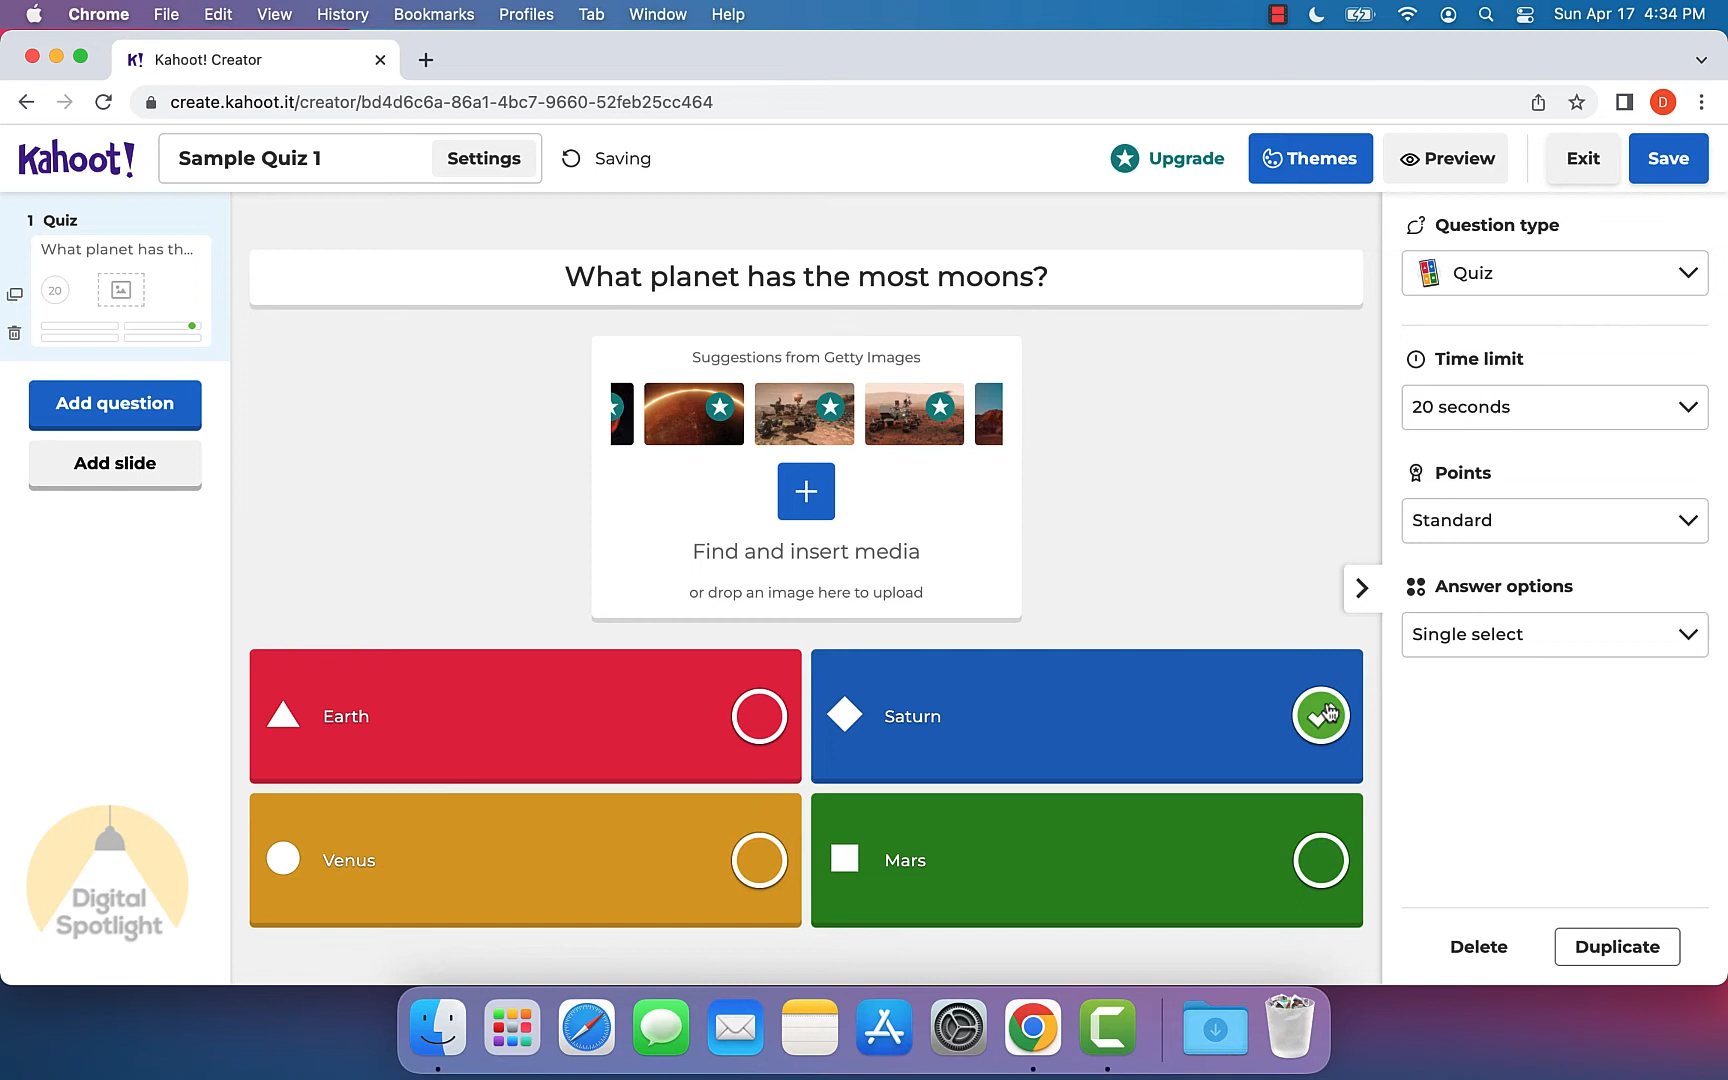 Chrome File Edit View History Bookmarks Profiles Tab Window Help Sun Apr 17 4:34 PM
K! Kahoot! Creator
create.kahoot.it/creator/bd4d6c6a-86a1-4bc7-9660-52feb25cc464 D
Kahoot! Sample Quiz 1 Settings Saving Upgrade Themes Preview Exit Save
1 Quiz
What planet has th...
20
Add question
Add slide
Digital
Spotlight
What planet has the most moons?
Suggestions from Getty Images
Find and insert media
or drop an image here to upload
Earth
Saturn
Venus
Mars
Question type
Quiz
Time limit
20 seconds
Points
Standard
Answer options
Single select
Delete Duplicate